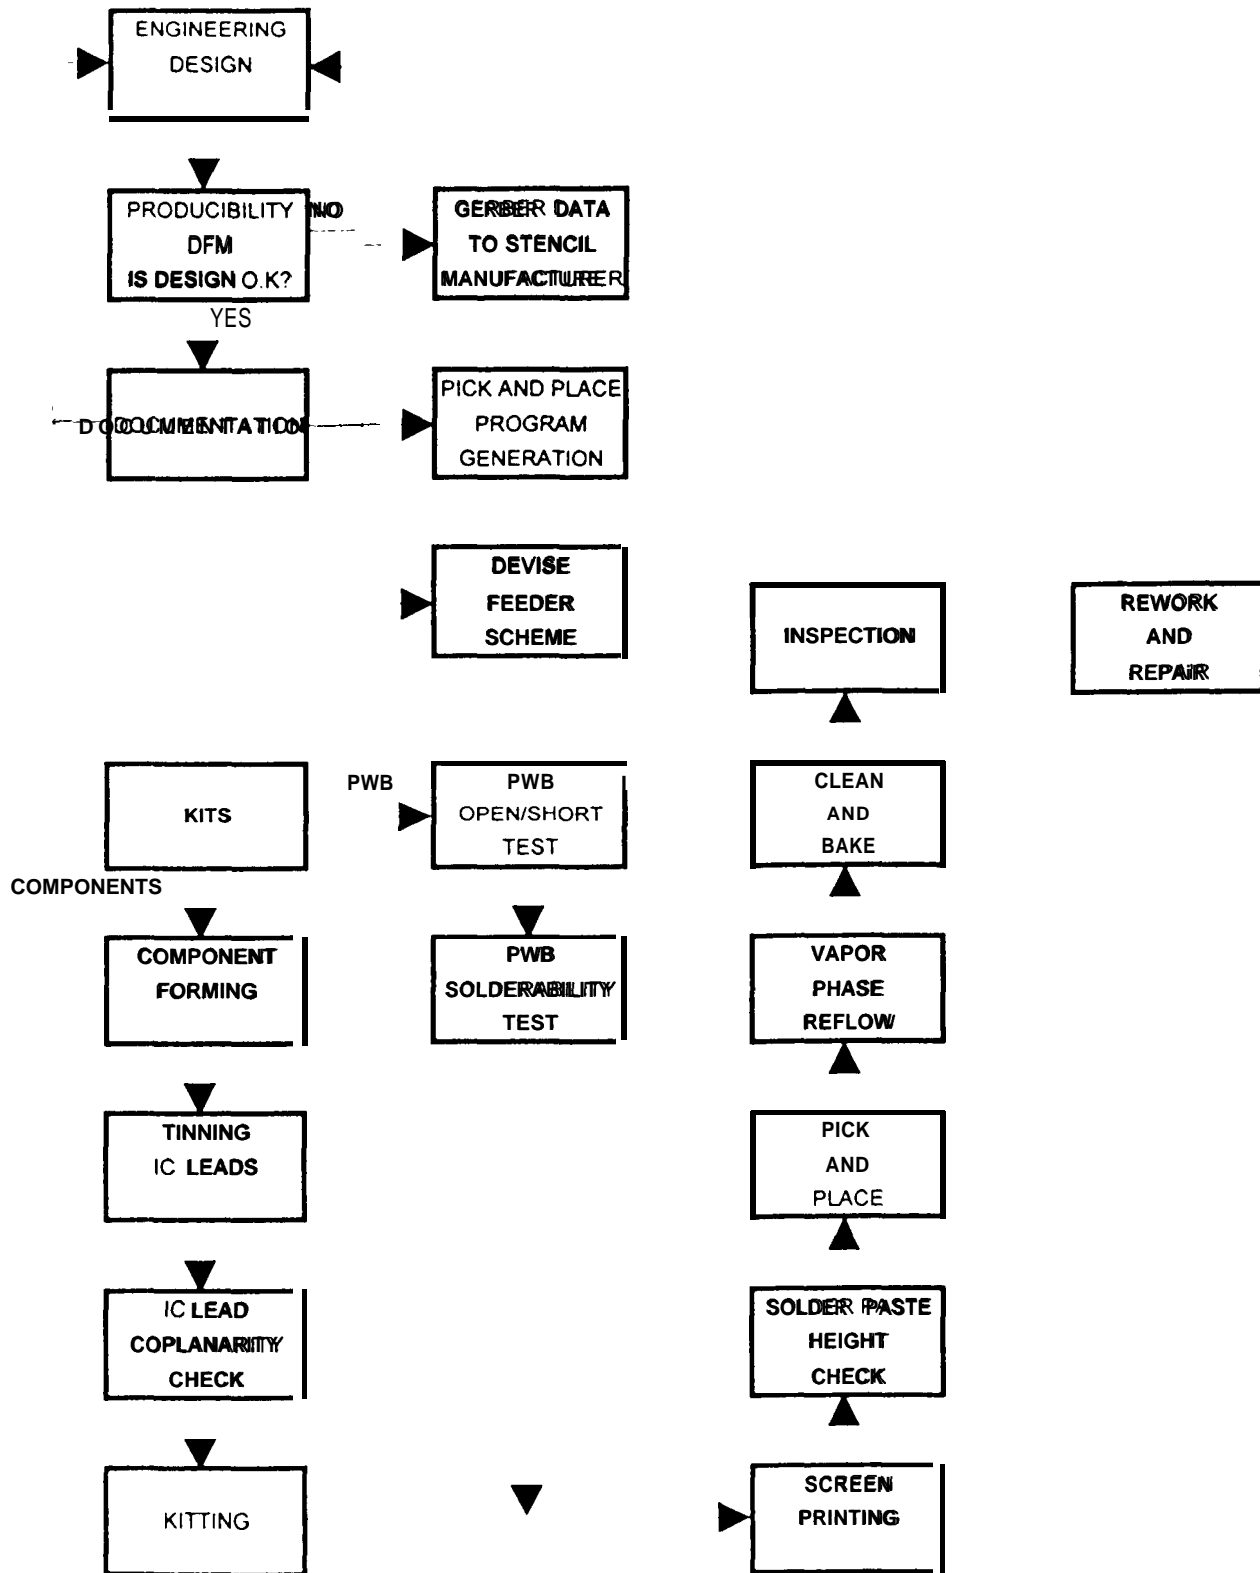 ENGINEERING
DESIGN
PRODUCIBILITY
DFM
IS DESIGN O.K?
NO
YES
GERBER DATA
TO STENCIL
MANUFACTURER
DOCUMENTATION
PICK AND PLACE
PROGRAM
GENERATION
DEVISE
FEEDER
SCHEME
INSPECTION
REWORK
AND
REPAIR
KITS
COMPONENTS
PWB
PWB
OPEN/SHORT
TEST
CLEAN
AND
BAKE
COMPONENT
FORMING
PWB
SOLDERABILITY
TEST
VAPOR
PHASE
REFLOW
TINNING
IC LEADS
PICK
AND
PLACE
IC LEAD
COPLANARITY
CHECK
SOLDER PASTE
HEIGHT
CHECK
KITTING
SCREEN
PRINTING